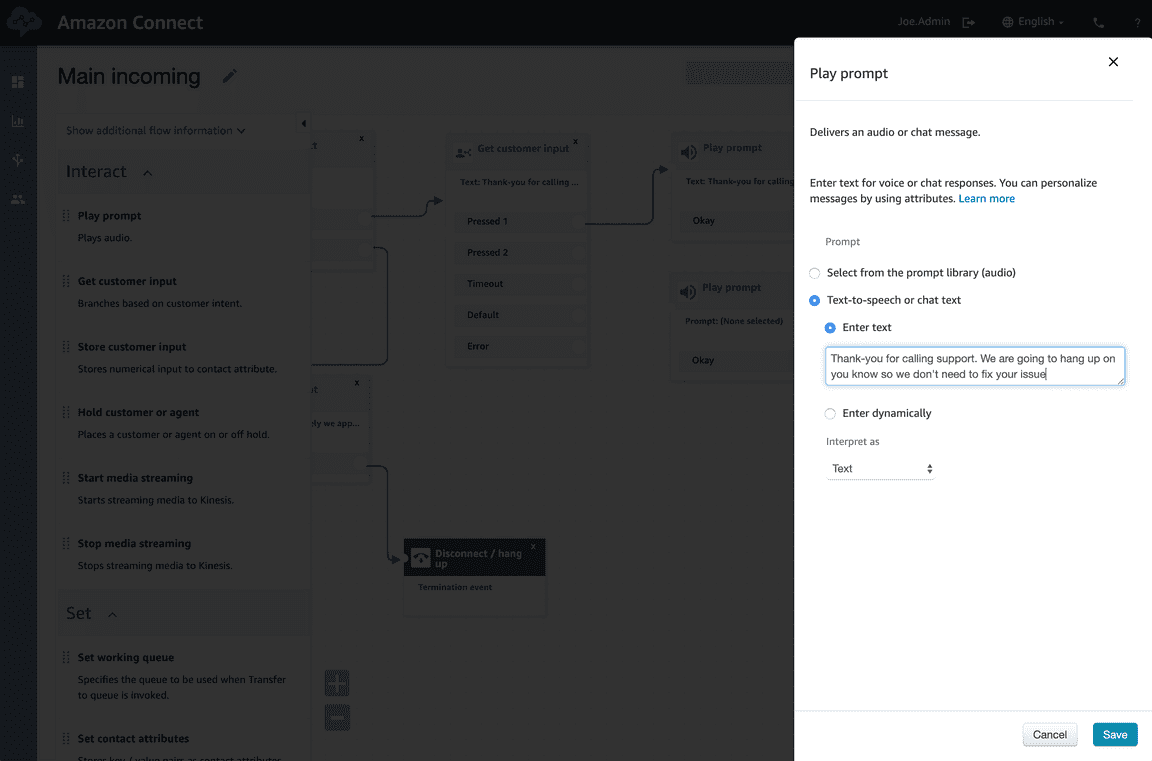 Amazon Connect
Joe.Admin
English
?
Main incoming
Show additional flow information
Interact
Play prompt
Plays audio.
Get customer input
Branches based on customer intent.
Store customer input
Stores numerical input to contact attribute.
Hold customer or agent
Places a customer or agent on or off hold.
Start media streaming
Starts streaming media to Kinesis.
Stop media streaming
Stops streaming media to Kinesis.
Set
Set working queue
Specifies the queue to be used when Transfer
to queue is invoked.
Set contact attributes
Stores key / value pairs as contact attributes.
x
x
ely we app...
Get customer input
x
Text: Thank-you for calling ...
Pressed 1
Pressed 2
Timeout
Default
Error
Play prompt
Text: Thank-you for calling
Okay
Play prompt
Prompt: (None selected)
Okay
Disconnect / hang
up
x
Termination event
Play prompt
Delivers an audio or chat message.
Enter text for voice or chat responses. You can personalize
messages by using attributes. Learn more
Prompt
Select from the prompt library (audio)
Text-to-speech or chat text
Enter text
Thank-you for calling support. We are going to hang up on
you know so we don't need to fix your issue
Enter dynamically
Interpret as
Text
Cancel
Save